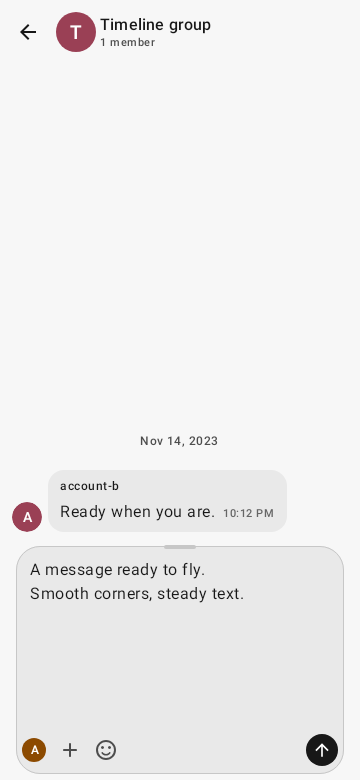 T
Timeline group
1 member
Nov 14, 2023
account-b
A
Ready when you are. 10:12 PM
A message ready to fly.
Smooth corners, steady text.
A